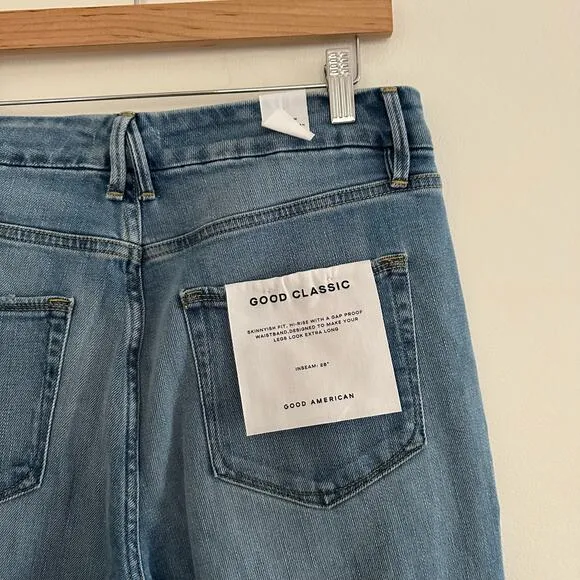 GOOD CLASSIC
SKINNYISH FIT, HI-RISE WITH A GAP PROOF
WAISTBAND,DESIGNED TO MAKE YOUR
LEGS LOOK EXTRA LONG
INSEAM: 28"
GOOD AMERICAN